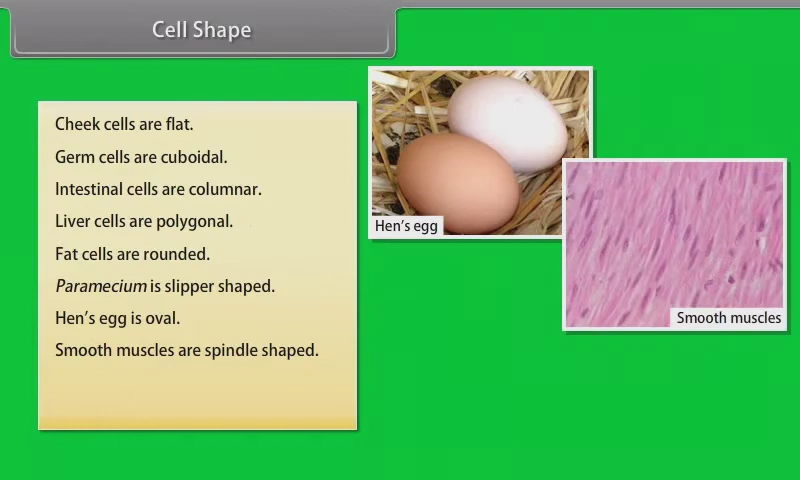 Cell Shape
Cheek cells are flat.
Germ cells are cuboidal.
Intestinal cells are columnar.
Liver cells are polygonal.
Fat cells are rounded.
Paramecium is slipper shaped.
Hen's egg is oval.
Smooth muscles are spindle shaped.
Hen's egg
Smooth muscles